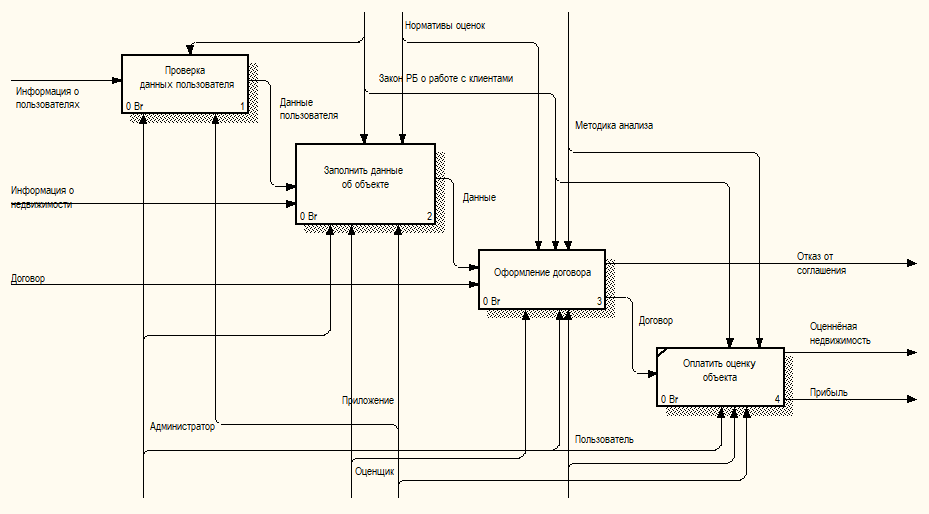 Нормативы оценок
Проверка
данных пользователя
0 Br
1
Информация о
пользователях
Закон РБ о работе с клиентами
Данные
пользователя
Методика анализа
Заполнить данные
об объекте
0 Br
2
Информация о
недвижимости
Данные
Договор
Оформление договора
0 Br
3
Отказ от
соглашения
Договор
Оценнёная
недвижимость
Оплатить оценку
объекта
0 Br
4
Прибыль
Приложение
Администратор
Пользователь
Оценщик